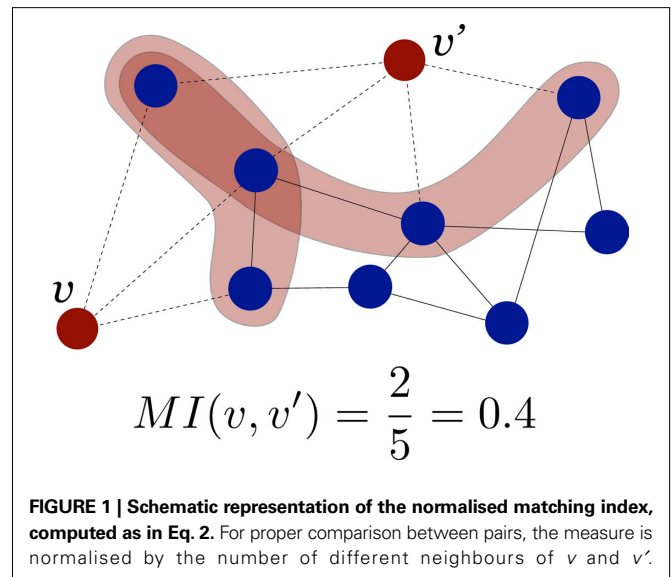 v'
v
MI(v, v′) = 2/5 = 0.4
FIGURE 1 | Schematic representation of the normalised matching index,
computed as in Eq. 2. For proper comparison between pairs, the measure is
normalised by the number of different neighbours of v and v′.